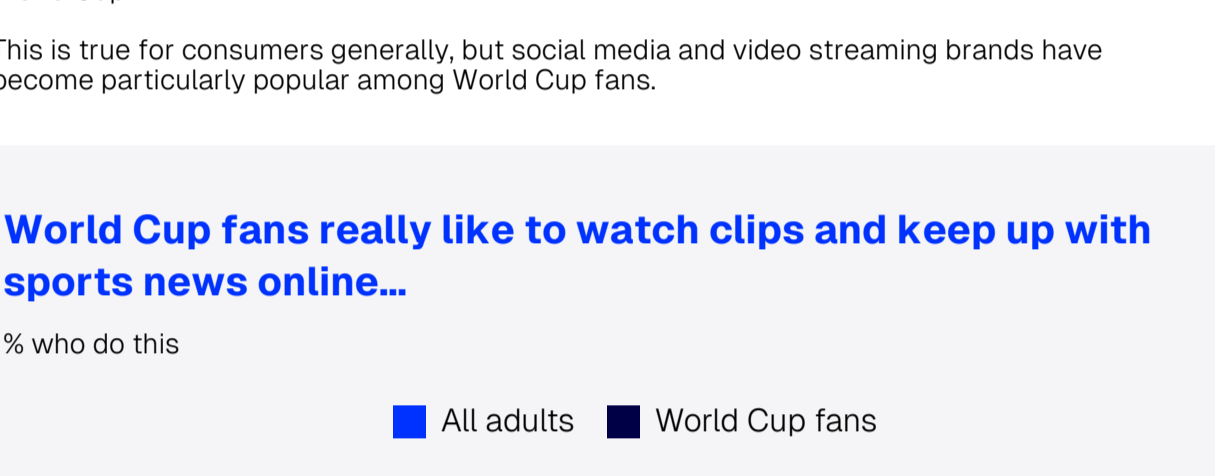 This is true for consumers generally, but social media and video streaming brands have
become particularly popular among World Cup fans.
World Cup fans really like to watch clips and keep up with
sports news online...
% who do this
All adults World Cup fans